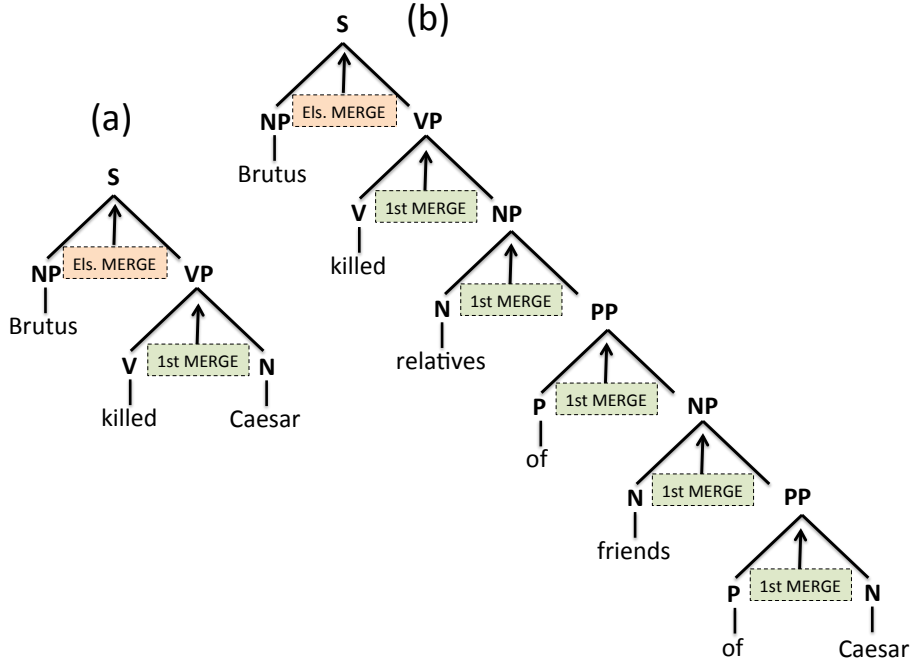 (a)
S
NP Els. MERGE VP
Brutus
V 1st MERGE N
killed Caesar
(b)
S
NP Els. MERGE VP
Brutus
V 1st MERGE NP
killed
N 1st MERGE PP
relatives
P 1st MERGE NP
of
N 1st MERGE PP
friends
P 1st MERGE N
of Caesar